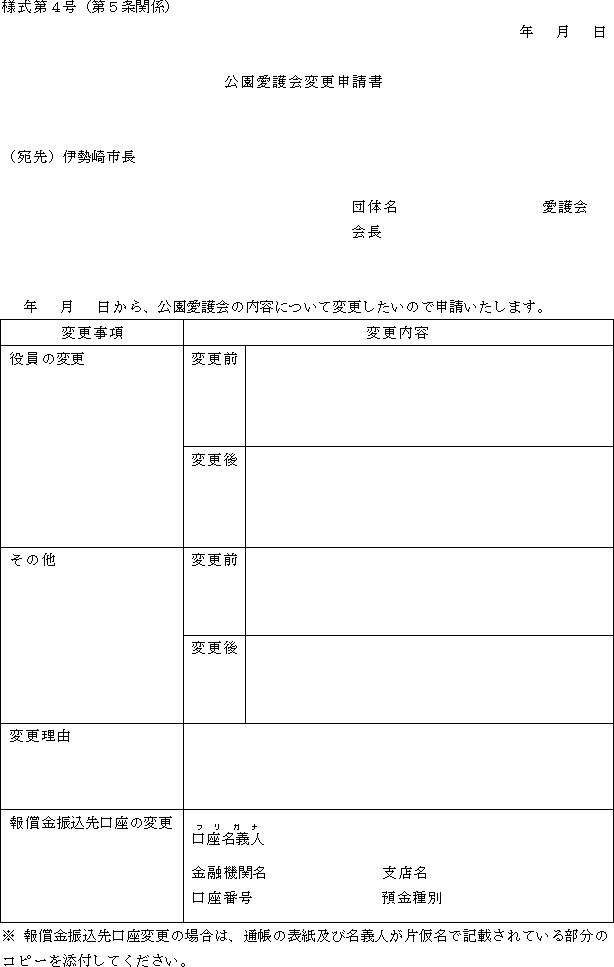 様式第４号（第５条関係）
年　月　日
公園愛護会変更申請書
（宛先）伊勢崎市長
団体名　　　　　　　　　愛護会
会長
年　月　日から、公園愛護会の内容について変更したいので申請いたします。
変更事項　変更内容
役員の変更　変更前
変更後
その他　変更前
変更後
変更理由
報償金振込先口座の変更
フリガナ
口座名義人
金融機関名　　　　　　　支店名
口座番号　　　　　　　　預金種別
※ 報償金振込先口座変更の場合は、通帳の表紙及び名義人が片仮名で記載されている部分の
コピーを添付してください。